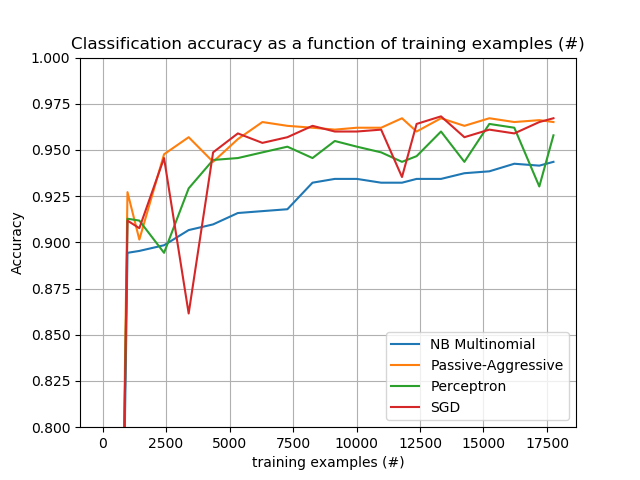 Classification accuracy as a function of training examples (#)
1.000
0.975
0.950
0.925
0.900
0.875
0.850
0.825
0.800
Accuracy
NB Multinomial
Passive-Aggressive
Perceptron
SGD
0 2500 5000 7500 10000 12500 15000 17500
training examples (#)